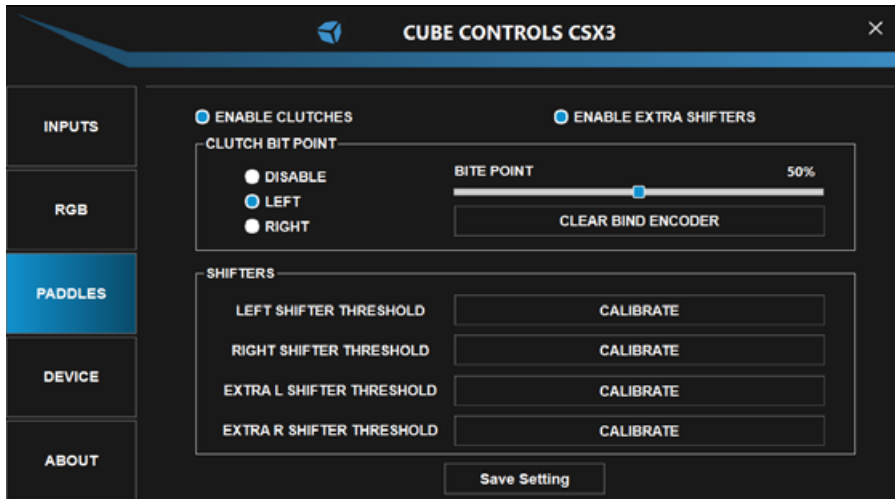 CUBE CONTROLS CSX3
INPUTS
RGB
PADDLES
DEVICE
ABOUT
ENABLE CLUTCHES
ENABLE EXTRA SHIFTERS
CLUTCH BIT POINT
DISABLE
LEFT
RIGHT
BITE POINT 50%
CLEAR BIND ENCODER
SHIFTERS
LEFT SHIFTER THRESHOLD CALIBRATE
RIGHT SHIFTER THRESHOLD CALIBRATE
EXTRA L SHIFTER THRESHOLD CALIBRATE
EXTRA R SHIFTER THRESHOLD CALIBRATE
Save Setting